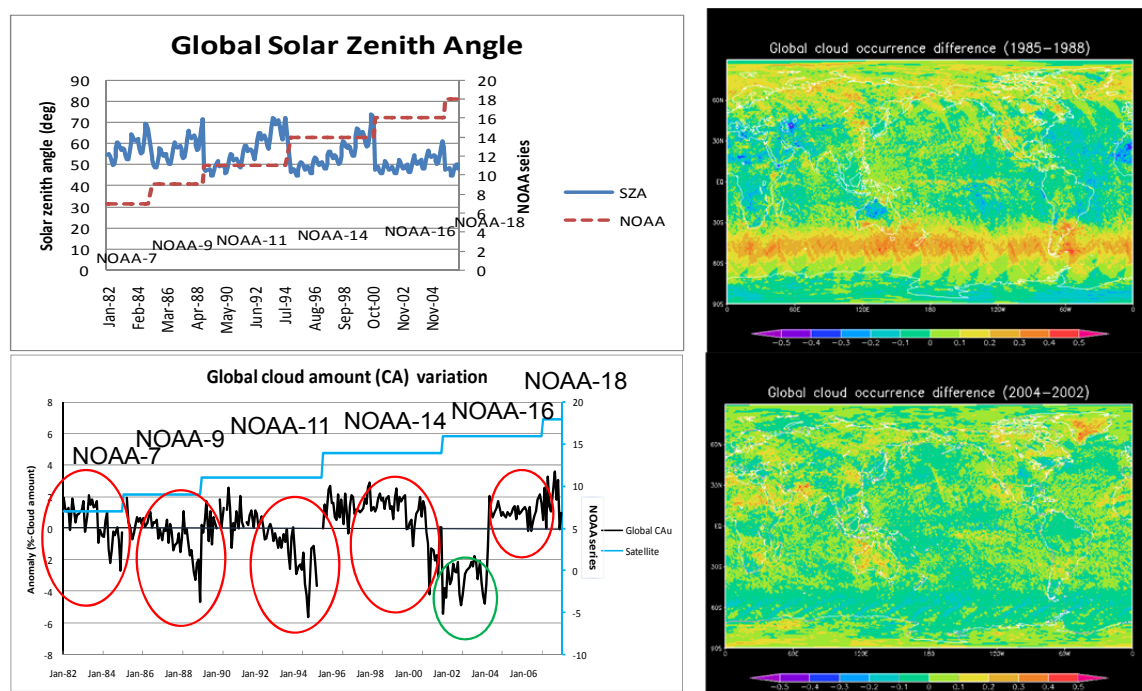 Global Solar Zenith Angle
Solar zenith angle (deg)
90
80
70
60
50
40
30
20
10
0
20
18
16
14
12
10
8
6
4
2
0
NOAA series
SZA
NOAA
NOAA-7
NOAA-9
NOAA-11
NOAA-14
NOAA-16
NOAA-18
Jan-82
Feb-84
Mar-86
Apr-88
May-90
Jun-92
Jul-94
Aug-96
Sep-98
Oct-00
Nov-02
Nov-04
Global cloud occurrence difference (1985-1988)
60N
30N
EQ
30S
60S
90S
0
60E
120E
180
120W
60W
0
-0.5
-0.4
-0.3
-0.2
-0.1
0
0.1
0.2
0.3
0.4
0.5
Global cloud amount (CA) variation
Anomaly (%-Cloud amount)
8
6
4
2
0
-2
-4
-6
-8
20
15
10
5
0
-5
-10
NOAA series
Global CAu
Satellite
NOAA-7
NOAA-9
NOAA-11
NOAA-14
NOAA-16
NOAA-18
Jan-82
Jan-84
Jan-86
Jan-88
Jan-90
Jan-92
Jan-94
Jan-96
Jan-98
Jan-00
Jan-02
Jan-04
Jan-06
Global cloud occurrence difference (2004-2002)
60N
30N
EQ
30S
60S
90S
0
60E
120E
180
120W
60W
0
-0.5
-0.4
-0.3
-0.2
-0.1
0
0.1
0.2
0.3
0.4
0.5